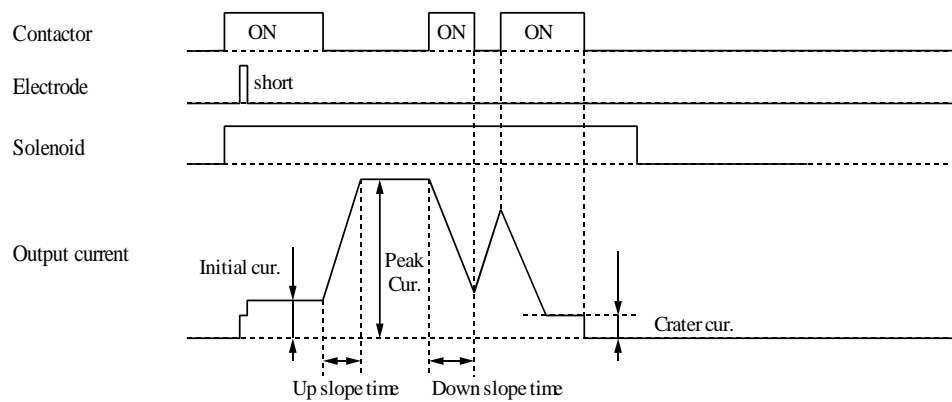 Contactor
ON
ON
ON
Electrode
short
Solenoid
Output current
Initial cur.
Peak
Cur.
Crater cur.
Up slope time
Down slope time